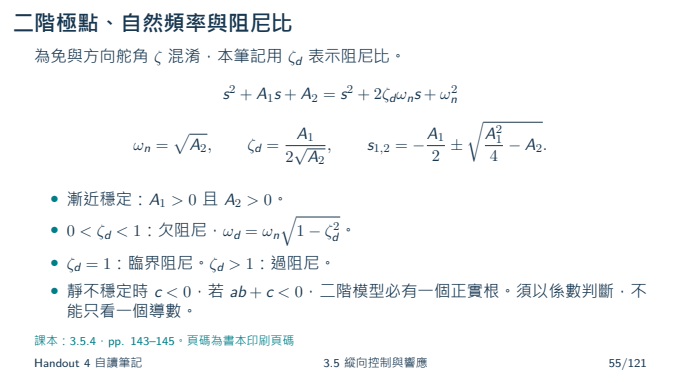 二階極點、自然頻率與阻尼比
為免與方向舵角 ζ 混淆，本筆記用 ζ_d 表示阻尼比。
s² + A₁s + A₂ = s² + 2ζ_dω_ns + ω_n²
ω_n = √A₂, ζ_d = A₁/(2√A₂), s₁,₂ = −A₁/2 ± √(A₁²/4 − A₂).
• 漸近穩定：A₁ > 0 且 A₂ > 0。
• 0 < ζ_d < 1：欠阻尼，ω_d = ω_n√(1 − ζ_d²)。
• ζ_d = 1：臨界阻尼。ζ_d > 1：過阻尼。
• 靜不穩定時 c < 0，若 ab + c < 0，二階模型必有一個正實根。須以係數判斷，不
能只看一個導數。
課本：3.5.4，pp. 143–145。頁碼為書本印刷頁碼
Handout 4 自讀筆記 3.5 縱向控制與響應 55/121